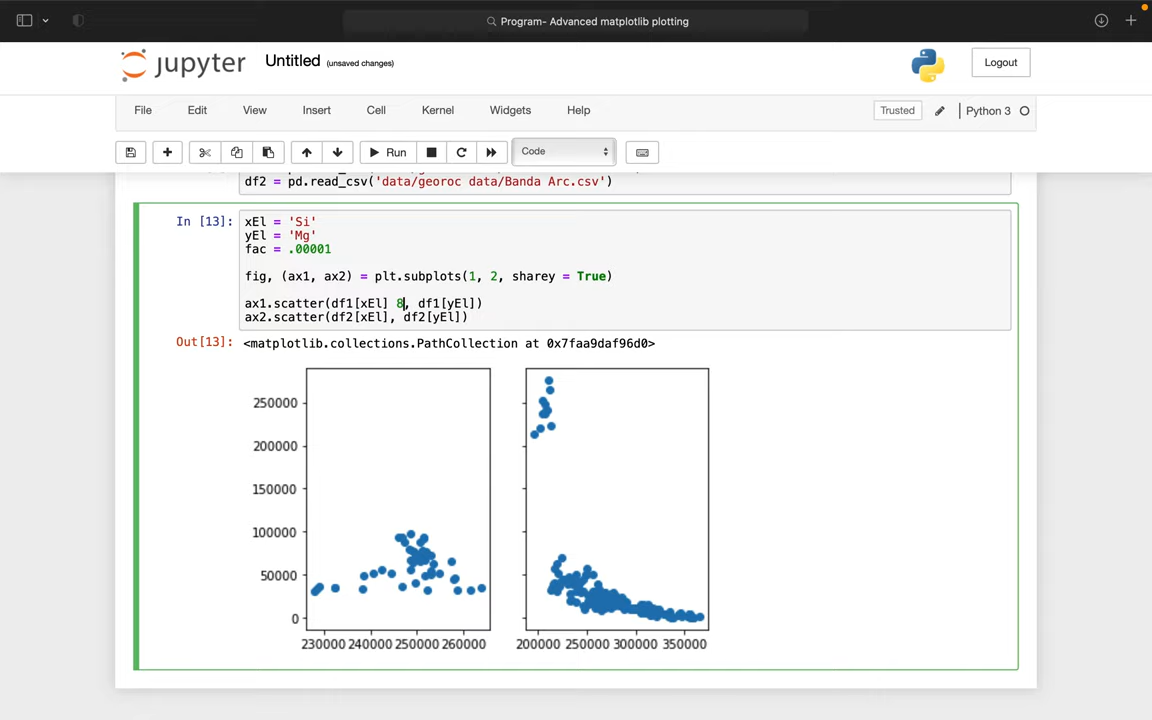 Program- Advanced matplotlib plotting
jupyter Untitled (unsaved changes) Logout
File Edit View Insert Cell Kernel Widgets Help Trusted Python 3
Run Code
df2 = pd.read_csv('data/georoc data/Banda Arc.csv')
In [13]: xEl = 'Si'
yEl = 'Mg'
fac = .00001
fig, (ax1, ax2) = plt.subplots(1, 2, sharey = True)
ax1.scatter(df1[xEl] 8, df1[yEl])
ax2.scatter(df2[xEl], df2[yEl])
Out[13]: <matplotlib.collections.PathCollection at 0x7faa9daf96d0>
250000
200000
150000
100000
50000
0
230000 240000 250000 260000 200000 250000 300000 350000